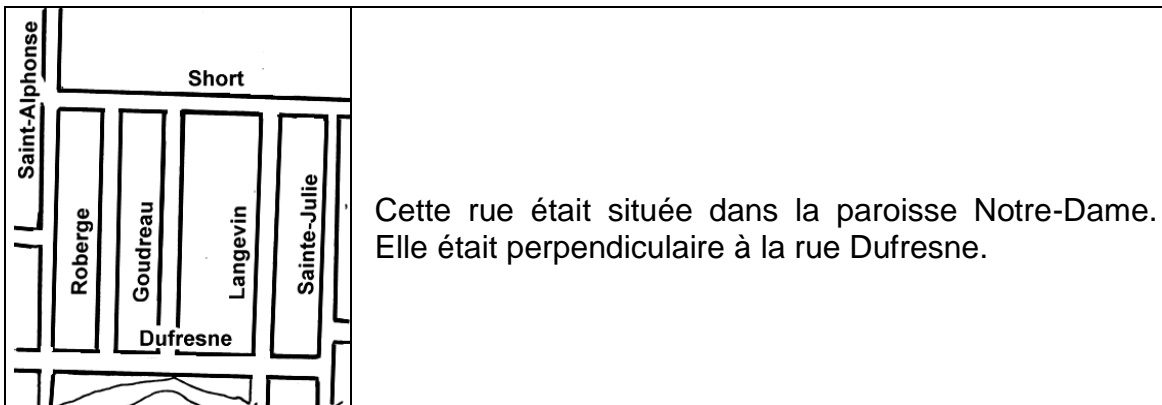 Saint-Alphonse
Short
Roberge
Goudreau
Langevin
Sainte-Julie
Dufresne
Cette rue était située dans la paroisse Notre-Dame.
Elle était perpendiculaire à la rue Dufresne.